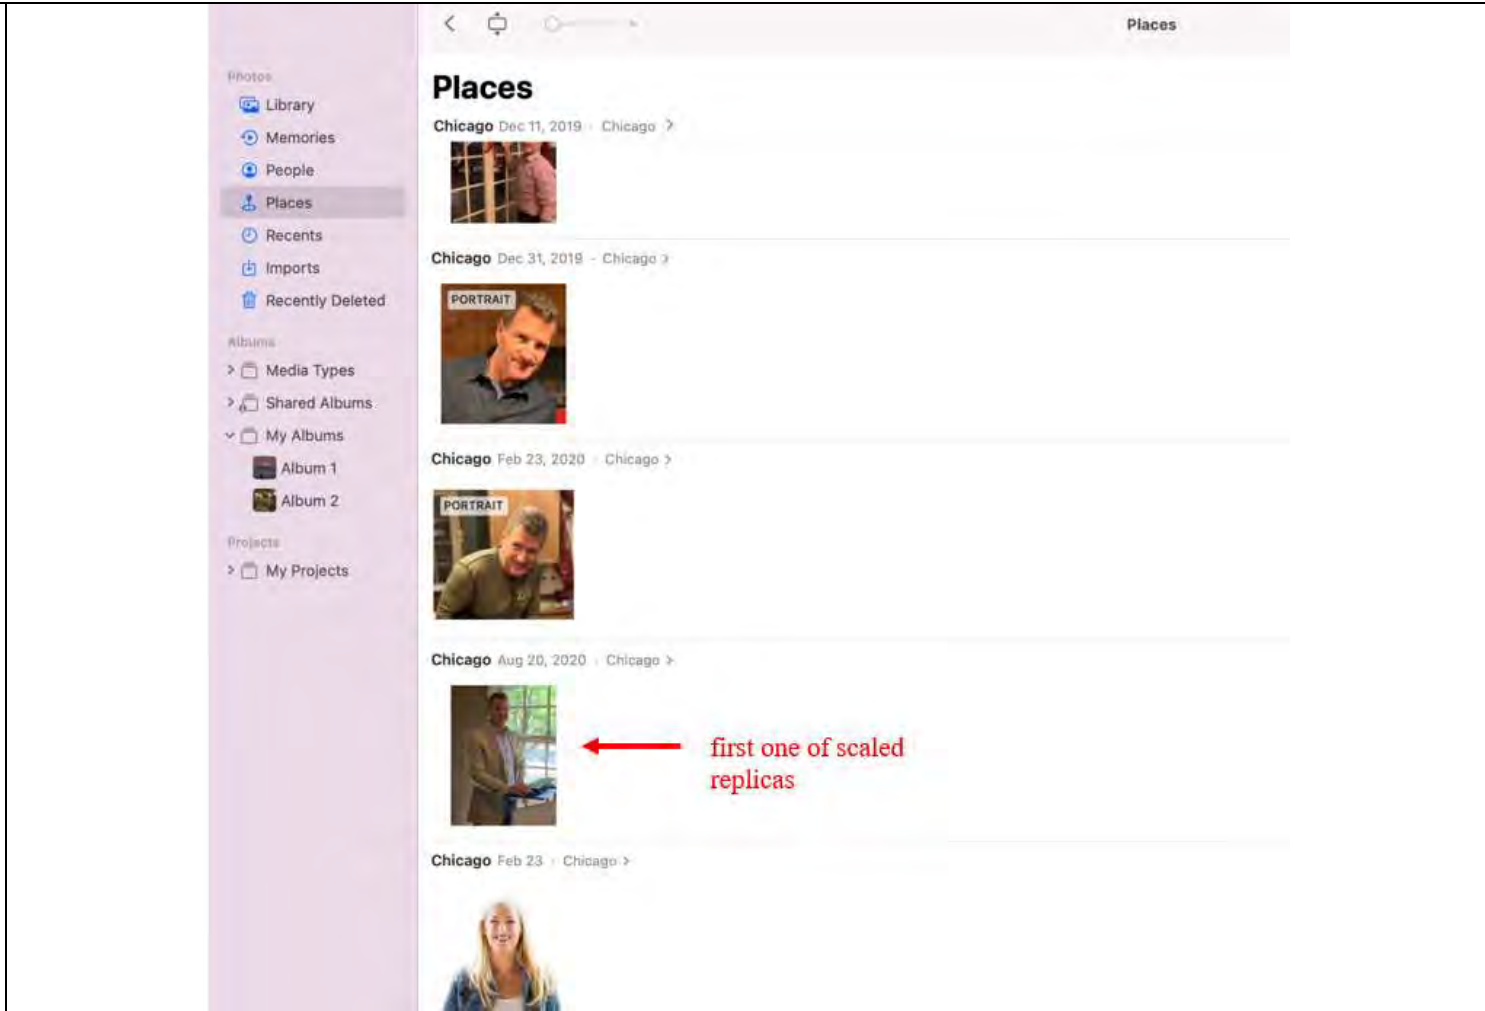 Places
Photos
Library
Memories
People
Places
Recents
Imports
Recently Deleted
Albums
Media Types
Shared Albums
My Albums
Album 1
Album 2
Projects
My Projects
Places
Chicago Dec 11, 2019 · Chicago >
Chicago Dec 31, 2019 - Chicago >
PORTRAIT
Chicago Feb 23, 2020 · Chicago >
PORTRAIT
Chicago Aug 20, 2020 · Chicago >
first one of scaled
replicas
Chicago Feb 23 · Chicago >